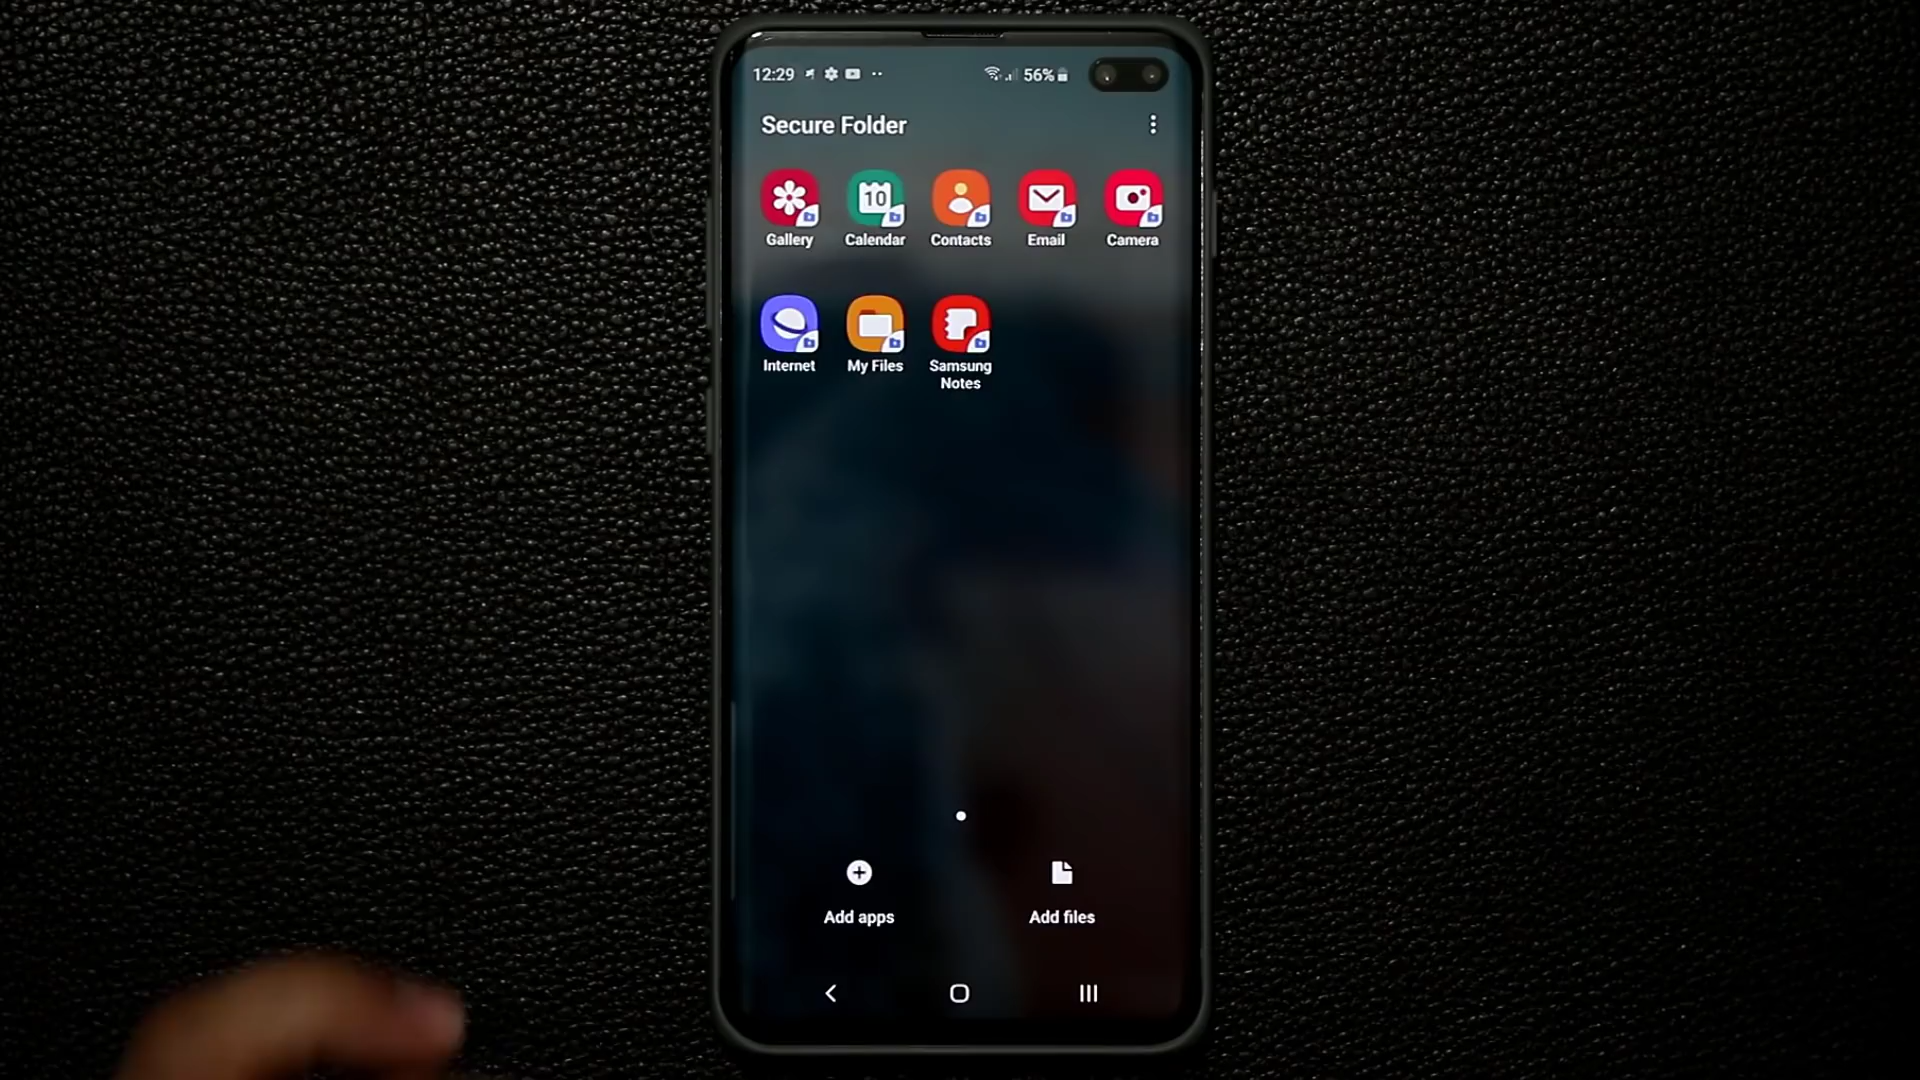 12:29
56%
Secure Folder
10
Gallery
Calendar
Contacts
Email
Camera
Internet
My Files
Samsung
Notes
Add apps
Add files